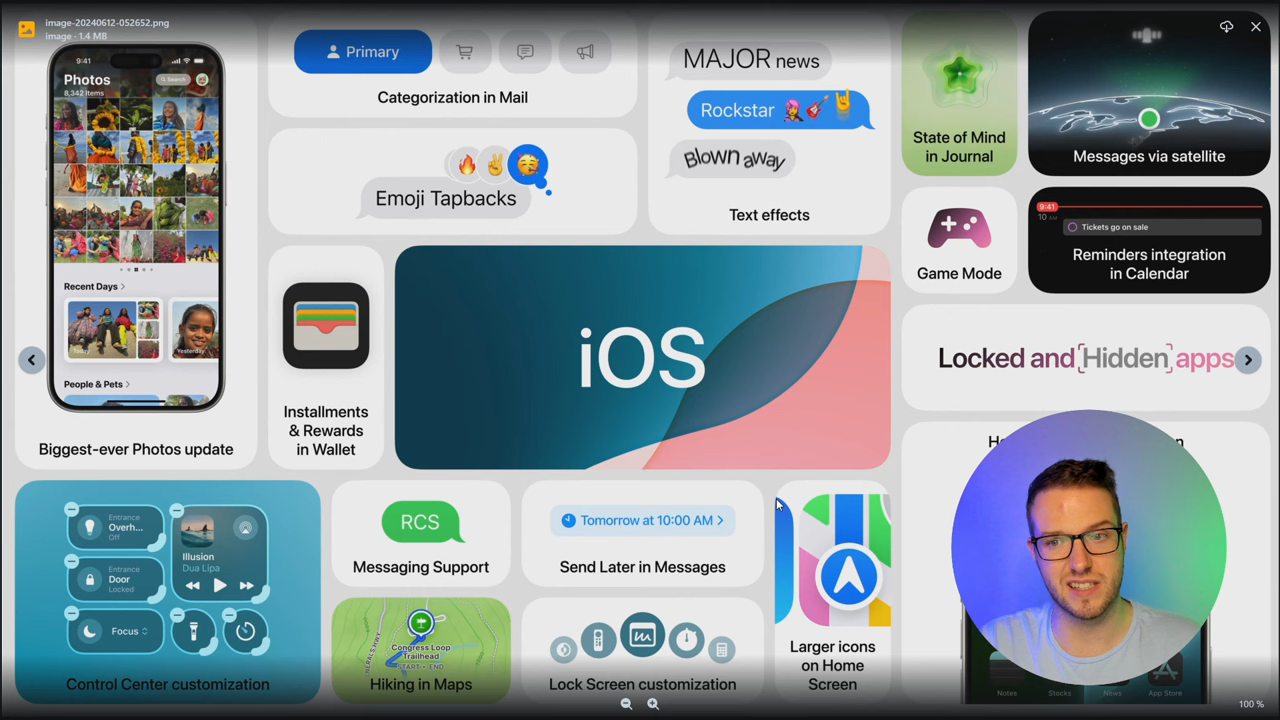 image-20240612-052652.png
image - 1.4 MB
9:41
Photos
Search
8,342 Items
Recent Days >
Today
Yesterday
People & Pets >
Biggest-ever Photos update
Primary
Categorization in Mail
Emoji Tapbacks
MAJOR news
Rockstar
Blown away
Text effects
State of Mind
in Journal
Messages via satellite
Game Mode
9:41
10 AM
Tickets go on sale
Reminders integration
in Calendar
Installments
& Rewards
in Wallet
iOS
Locked and Hidden apps
Entrance
Overh...
Off
Entrance
Door
Locked
Focus
Illusion
Dua Lipa
Control Center customization
RCS
Messaging Support
Tomorrow at 10:00 AM >
Send Later in Messages
Congress Loop
Trailhead
START • END
Hiking in Maps
Lock Screen customization
Larger icons
on Home
Screen
Notes
Stocks
News
App Store
100 %